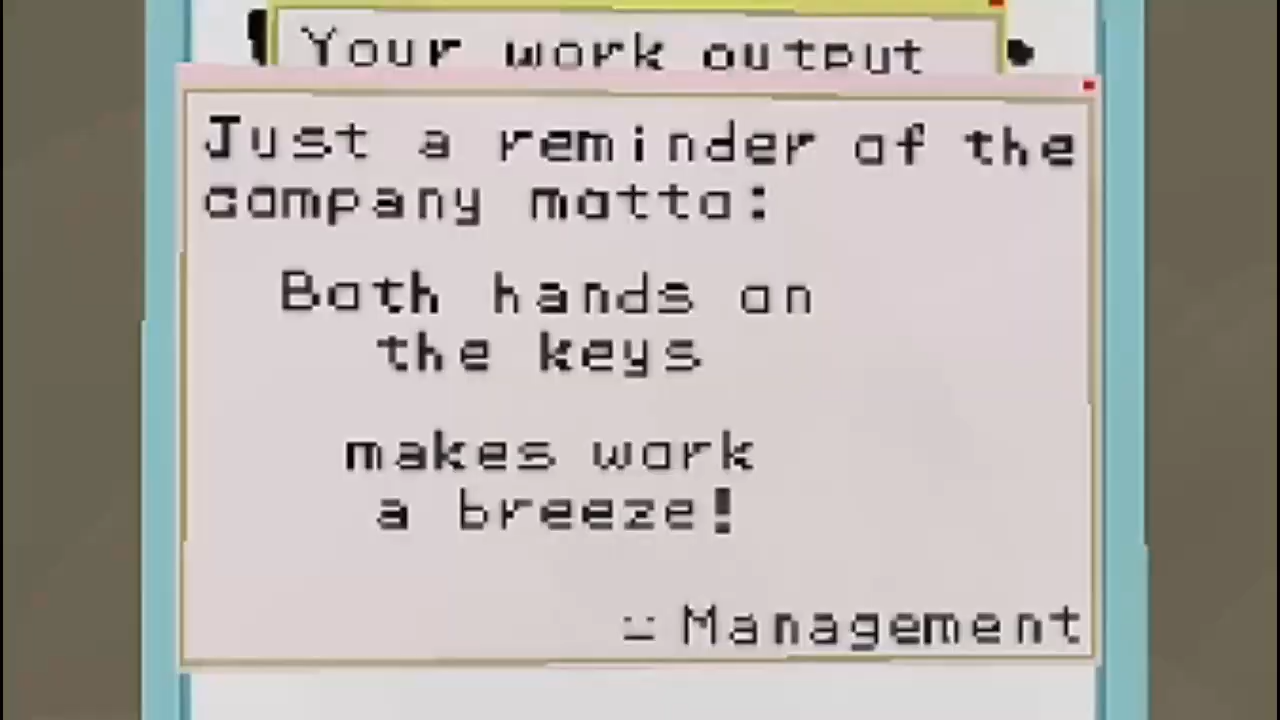 Your work output
Just a reminder of the
company motto:
Both hands on
the keys
makes work
a breeze!
- Management